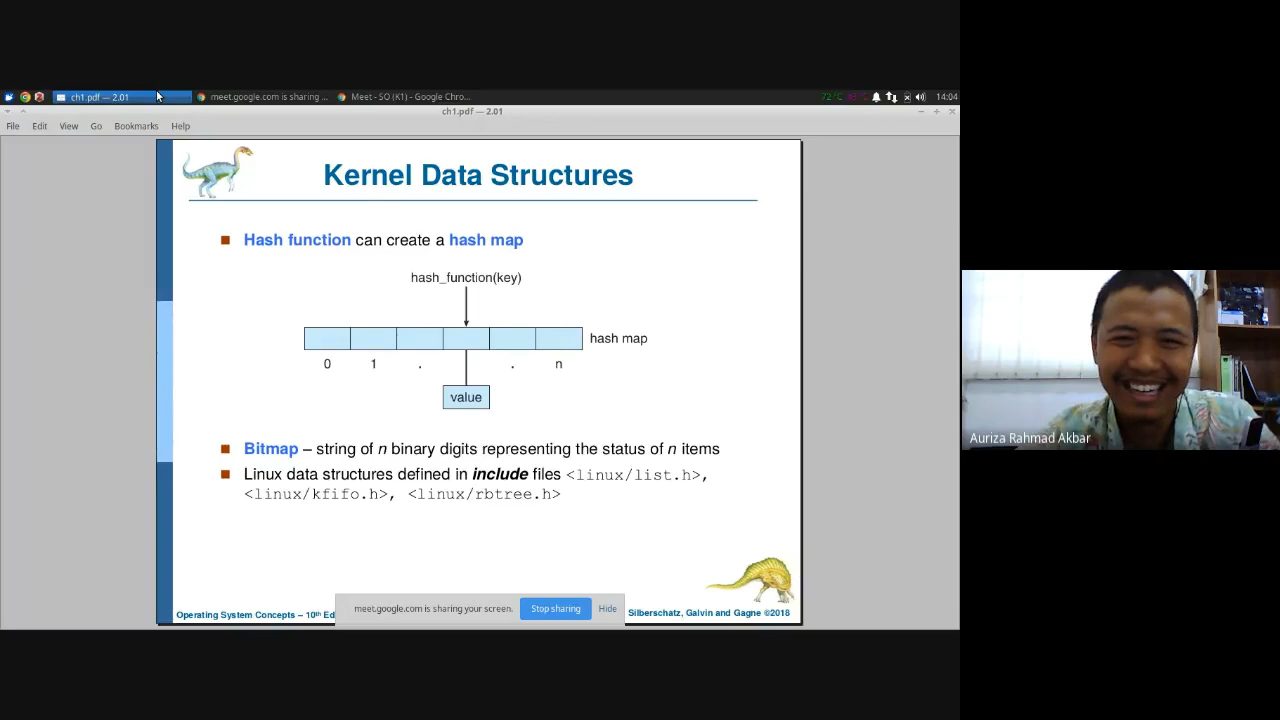 ch1.pdf — 2.01
meet.google.com is sharing ...
Meet - SO (K1) - Google Chro...
72°C
14:04
ch1.pdf — 2.01
File Edit View Go Bookmarks Help
Kernel Data Structures
Hash function can create a hash map
hash_function(key)
hash map
0 1 . . n
value
Bitmap – string of n binary digits representing the status of n items
Linux data structures defined in include files <linux/list.h>,
<linux/kfifo.h>, <linux/rbtree.h>
Operating System Concepts – 10th Ed
Silberschatz, Galvin and Gagne ©2018
meet.google.com is sharing your screen. Stop sharing Hide
Auriza Rahmad Akbar